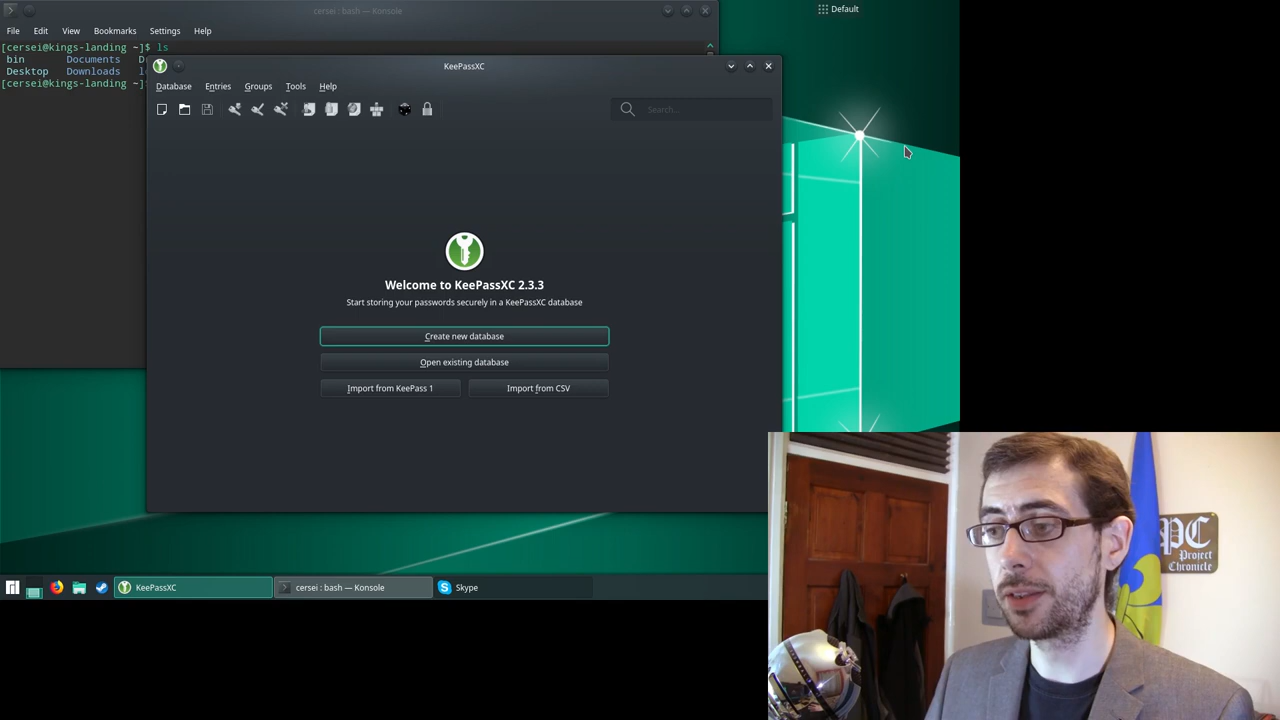 cersei : bash — Konsole
Default
File Edit View Bookmarks Settings Help
[cersei@kings-landing ~]$ ls
bin Documents
Desktop Downloads
[cersei@kings-landing ~]
KeePassXC
Database Entries Groups Tools Help
Search...
Welcome to KeePassXC 2.3.3
Start storing your passwords securely in a KeePassXC database
Create new database
Open existing database
Import from KeePass 1 Import from CSV
PC
Project
Chronicle
KeePassXC cersei : bash — Konsole Skype